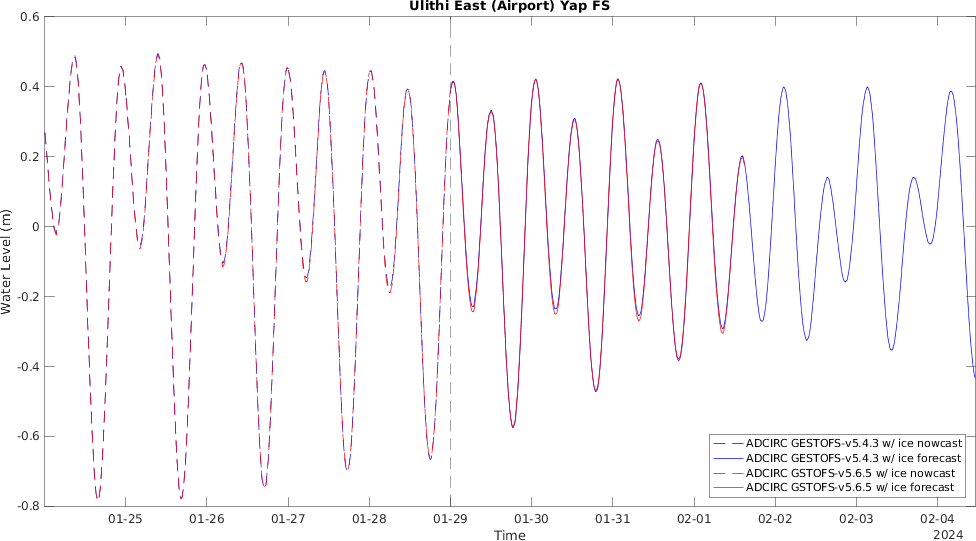 Ulithi East (Airport) Yap FS
0.6
0.4
0.2
0
-0.2
-0.4
-0.6
-0.8
Water Level (m)
01-25 01-26 01-27 01-28 01-29 01-30 01-31 02-01 02-02 02-03 02-04
Time
2024
ADCIRC GESTOFS-v5.4.3 w/ ice nowcast
ADCIRC GESTOFS-v5.4.3 w/ ice forecast
ADCIRC GSTOFS-v5.6.5 w/ ice nowcast
ADCIRC GSTOFS-v5.6.5 w/ ice forecast